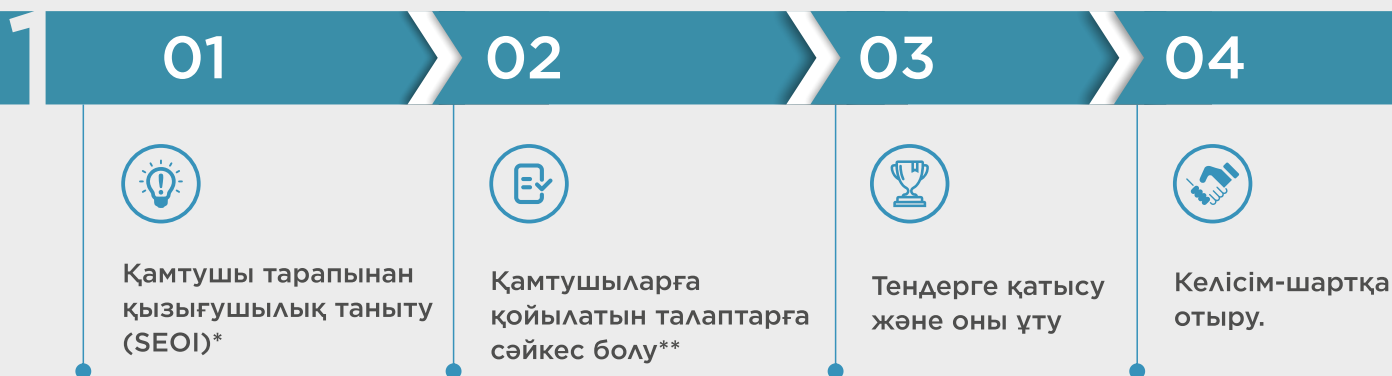 1
01
02
03
04
Қамтушы тарапынан
қызығушылық таныту
(SEOI)*
Қамтушыларға
қойылатын талаптарға
сәйкес болу**
Тендерге қатысу
және оны ұту
Келісім-шартқа
отыру.